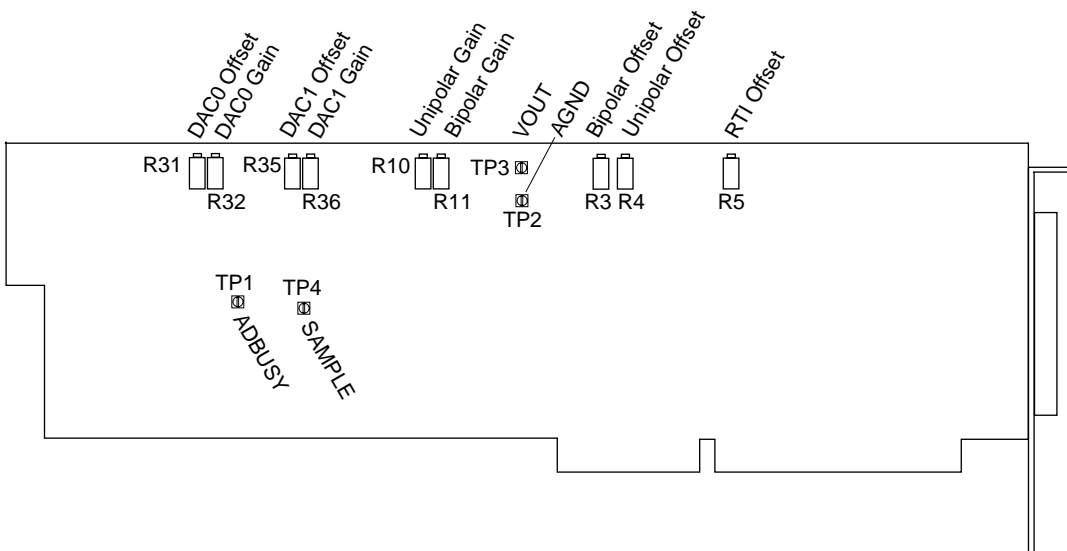 DAC0 Offset
DAC0 Gain
DAC1 Offset
DAC1 Gain
Unipolar Gain
Bipolar Gain
VOUT
AGND
Bipolar Offset
Unipolar Offset
RTI Offset
R31
R32
R35
R36
R10
R11
TP3
TP2
R3
R4
R5
TP1
ADBUSY
TP4
SAMPLE